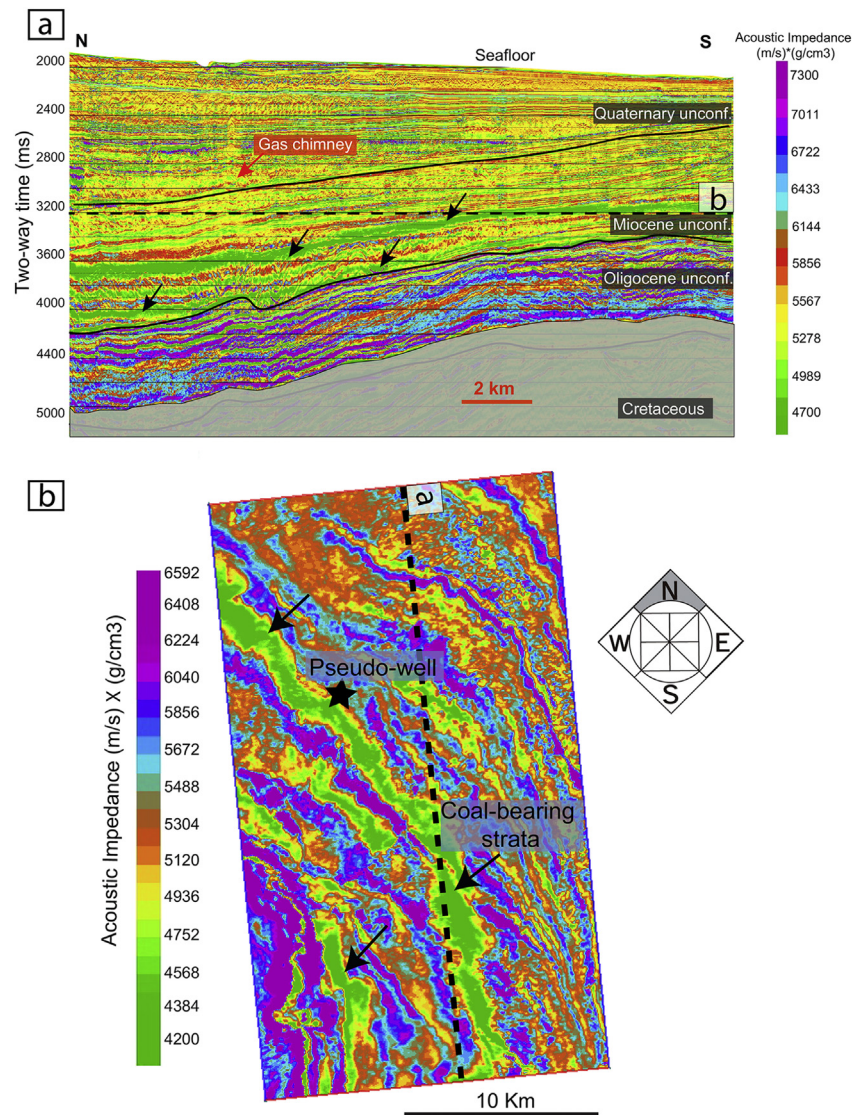 a
N
Seafloor
S
Acoustic Impedance
(m/s)*(g/cm3)
2000
2400
2800
3200
3600
4000
4400
5000
Two-way time (ms)
Quaternary unconf.
Gas chimney
b
Miocene unconf.
Oligocene unconf.
2 km
Cretaceous
7300
7011
6722
6433
6144
5856
5567
5278
4989
4700
b
a
Acoustic Impedance (m/s) X (g/cm3)
6592
6408
6224
6040
5856
5672
5488
5304
5120
4936
4752
4568
4384
4200
Pseudo-well
Coal-bearing
strata
N
W
E
S
10 Km